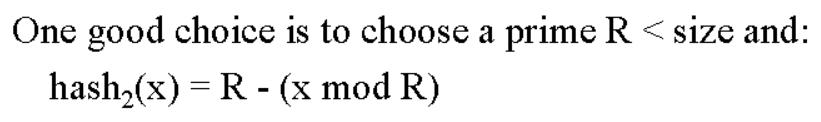 One good choice is to choose a prime R < size and:
hash₂(x) = R - (x mod R)